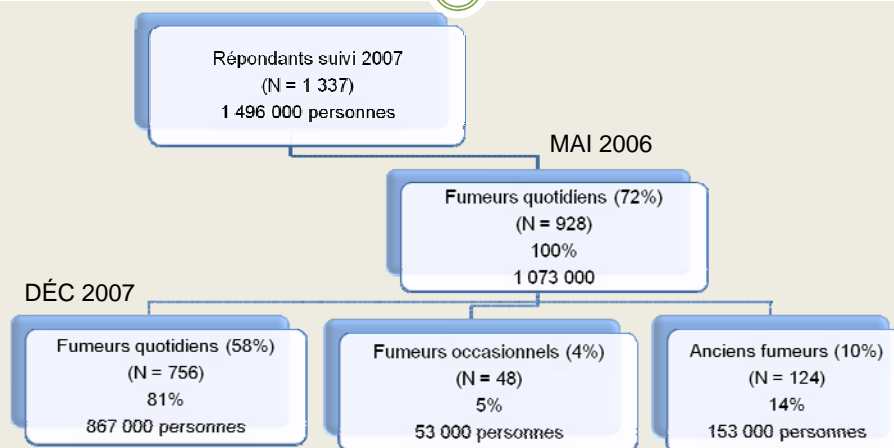 Répondants suivi 2007
(N = 1 337)
1 496 000 personnes
MAI 2006
Fumeurs quotidiens (72%)
(N = 928)
100%
1 073 000
DÉC 2007
Fumeurs quotidiens (58%)
(N = 756)
81%
867 000 personnes
Fumeurs occasionnels (4%)
(N = 48)
5%
53 000 personnes
Anciens fumeurs (10%)
(N = 124)
14%
153 000 personnes